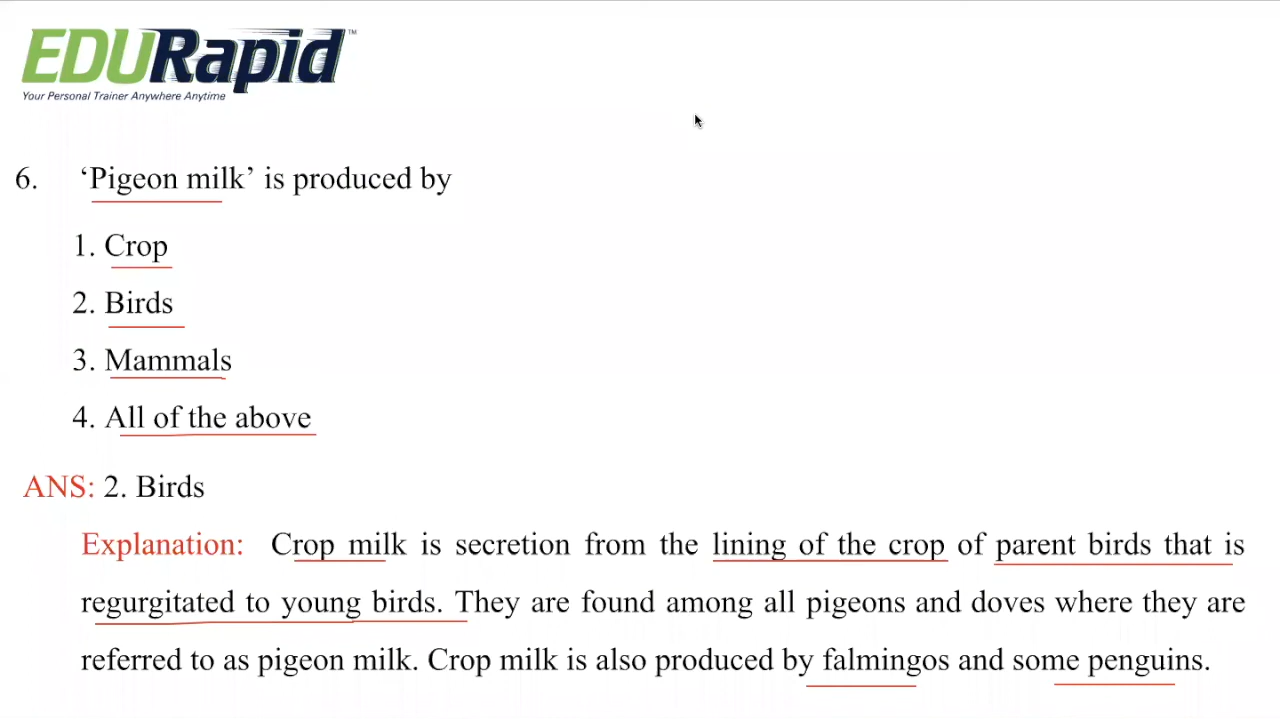 EDURapid™
Your Personal Trainer Anywhere Anytime
6. ‘Pigeon milk’ is produced by
1. Crop
2. Birds
3. Mammals
4. All of the above
ANS: 2. Birds
Explanation: Crop milk is secretion from the lining of the crop of parent birds that is
regurgitated to young birds. They are found among all pigeons and doves where they are
referred to as pigeon milk. Crop milk is also produced by falmingos and some penguins.